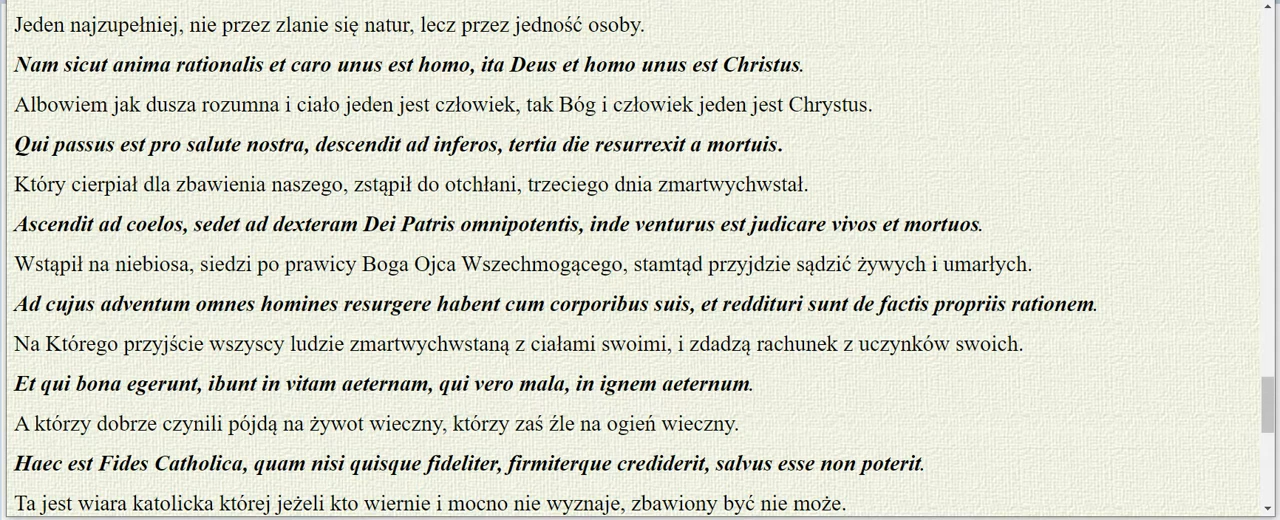 Jeden najzupełniej, nie przez zlanie się natur, lecz przez jedność osoby.
Nam sicut anima rationalis et caro unus est homo, ita Deus et homo unus est Christus.
Albowiem jak dusza rozumna i ciało jeden jest człowiek, tak Bóg i człowiek jeden jest Chrystus.
Qui passus est pro salute nostra, descendit ad inferos, tertia die resurrexit a mortuis.
Który cierpiał dla zbawienia naszego, zstąpił do otchłani, trzeciego dnia zmartwychwstał.
Ascendit ad coelos, sedet ad dexteram Dei Patris omnipotentis, inde venturus est judicare vivos et mortuos.
Wstąpił na niebiosa, siedzi po prawicy Boga Ojca Wszechmogącego, stamtąd przyjdzie sądzić żywych i umarłych.
Ad cujus adventum omnes homines resurgere habent cum corporibus suis, et reddituri sunt de factis propriis rationem.
Na Którego przyjście wszyscy ludzie zmartwychwstaną z ciałami swoimi, i zdadzą rachunek z uczynków swoich.
Et qui bona egerunt, ibunt in vitam aeternam, qui vero mala, in ignem aeternum.
A którzy dobrze czynili pójdą na żywot wieczny, którzy zaś źle na ogień wieczny.
Haec est Fides Catholica, quam nisi quisque fideliter, firmiterque crediderit, salvus esse non poterit.
Ta jest wiara katolicka której jeżeli kto wiernie i mocno nie wyznaje, zbawiony być nie może.